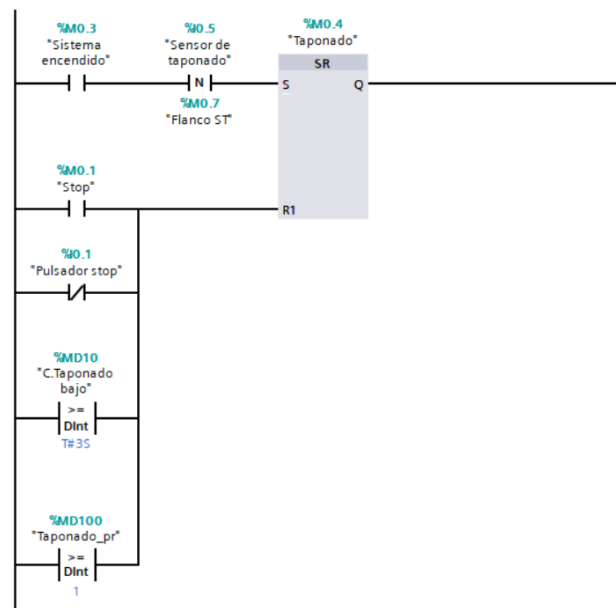 %M0.3
"Sistema
encendido"
%I0.5
"Sensor de
taponado"
N
%M0.7
"Flanco ST"
%M0.4
"Taponado"
SR
S
Q
%M0.1
"Stop"
R1
%I0.1
"Pulsador stop"
%MD10
"C.Taponado
bajo"
>=
DInt
T#3S
%MD100
"Taponado_pr"
>=
DInt
1